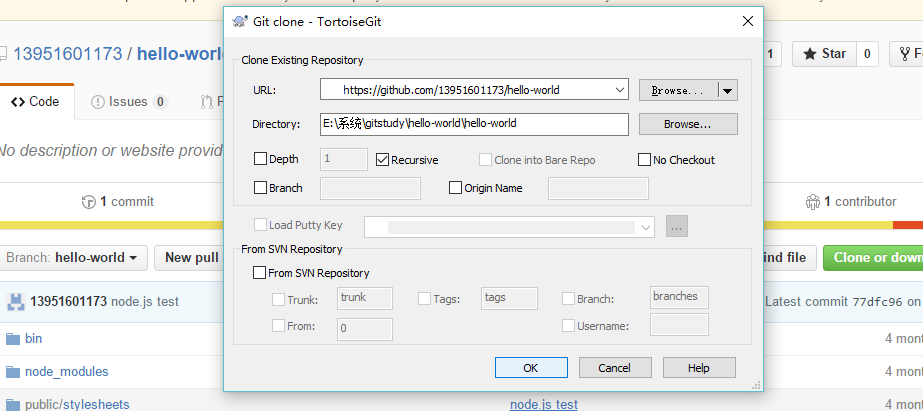 Git clone - TortoiseGit
13951601173 / hello-world
1 Star 0
Code Issues 0
No description or website provid
1 commit 1 contributor
Branch: hello-world New pull ind file Clone or down
13951601173 node.js test Latest commit 77dfc96 on
bin 4 mont
node_modules 4 mont
public/stylesheets node.js test 4 mont
Clone Existing Repository
URL: https://github.com/13951601173/hello-world Browse...
Directory: E:\系统\gitstudy\hello-world\hello-world Browse...
Depth 1 Recursive Clone into Bare Repo No Checkout
Branch Origin Name
Load Putty Key ...
From SVN Repository
From SVN Repository
Trunk: trunk Tags: tags Branch: branches
From: 0 Username:
OK Cancel Help